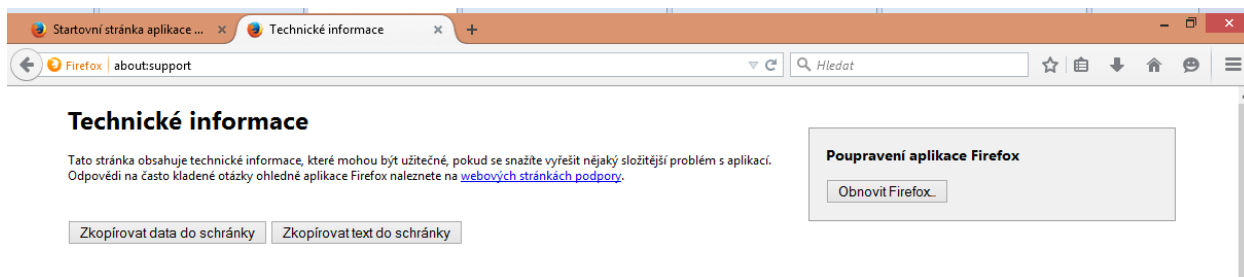 Startovní stránka aplikace ...
Technické informace
Firefox
about:support
Hledat
Technické informace
Tato stránka obsahuje technické informace, které mohou být užitečné, pokud se snažíte vyřešit nějaký složitější problém s aplikací.
Odpovědi na často kladené otázky ohledně aplikace Firefox naleznete na webových stránkách podpory.
Poupravení aplikace Firefox
Obnovit Firefox..
Zkopírovat data do schránky
Zkopírovat text do schránky